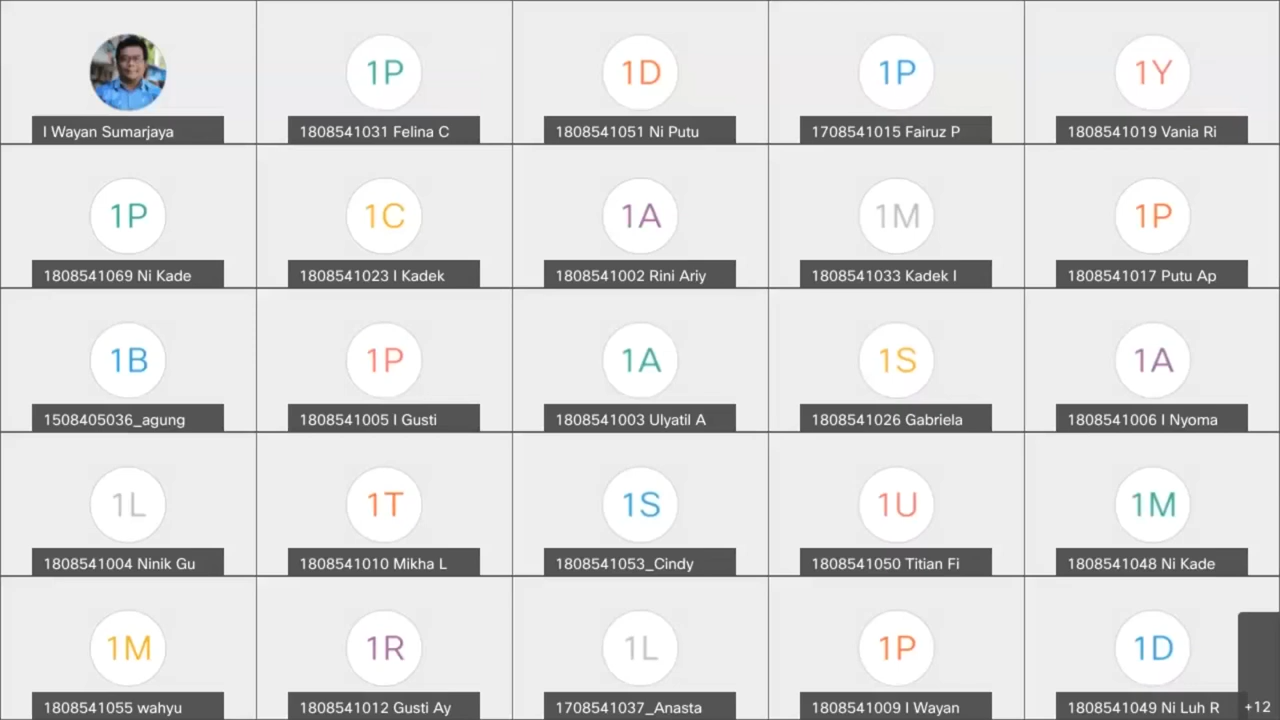 I Wayan Sumarjaya
1P
1808541031 Felina C
1D
1808541051 Ni Putu
1P
1708541015 Fairuz P
1Y
1808541019 Vania Ri
1P
1808541069 Ni Kade
1C
1808541023 I Kadek
1A
1808541002 Rini Ariy
1M
1808541033 Kadek I
1P
1808541017 Putu Ap
1B
1508405036_agung
1P
1808541005 I Gusti
1A
1808541003 Ulyatil A
1S
1808541026 Gabriela
1A
1808541006 I Nyoma
1L
1808541004 Ninik Gu
1T
1808541010 Mikha L
1S
1808541053_Cindy
1U
1808541050 Titian Fi
1M
1808541048 Ni Kade
1M
1808541055 wahyu
1R
1808541012 Gusti Ay
1L
1708541037_Anasta
1P
1808541009 I Wayan
1D
1808541049 Ni Luh R
+12